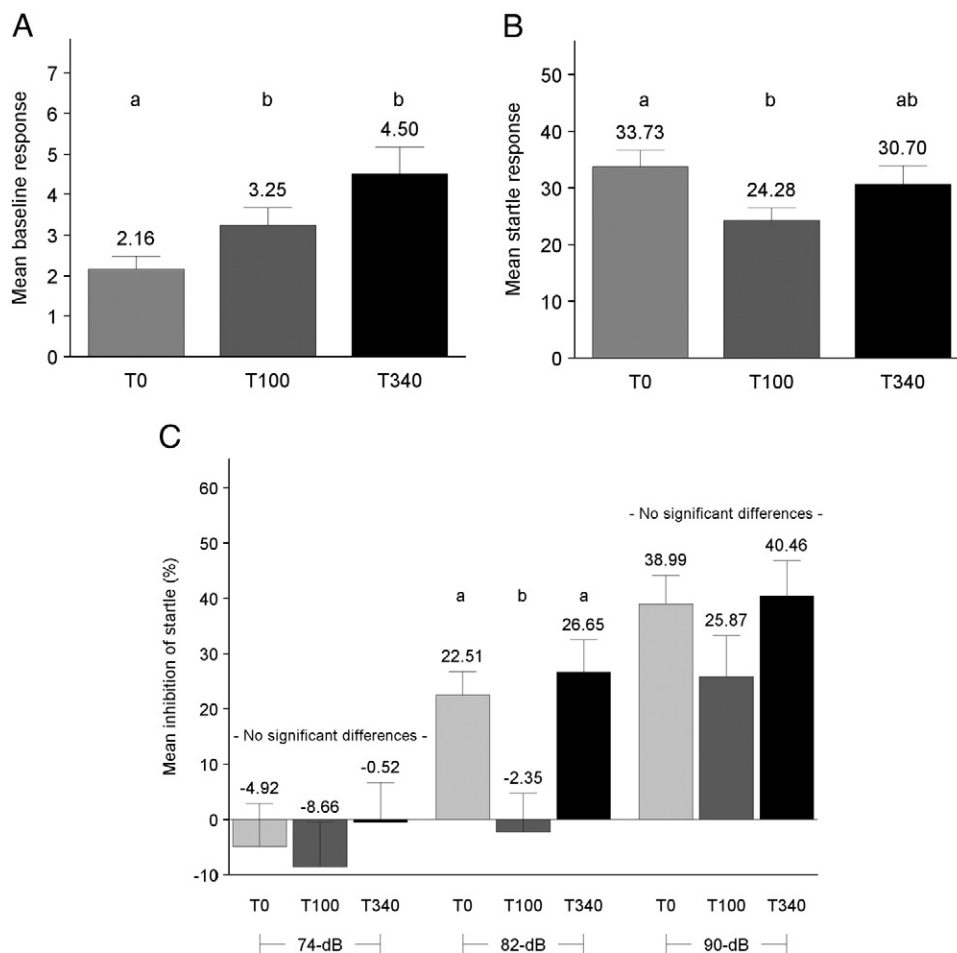 A
Mean baseline response
7
6
5
4
3
2
1
0
a
b
b
2.16
3.25
4.50
T0
T100
T340
B
Mean startle response
50
40
30
20
10
0
a
b
ab
33.73
24.28
30.70
T0
T100
T340
C
Mean inhibition of startle (%)
60
50
40
30
20
10
0
-10
- No significant differences -
-4.92
-8.66
-0.52
a
b
a
22.51
-2.35
26.65
- No significant differences -
38.99
25.87
40.46
T0 T100 T340 T0 T100 T340 T0 T100 T340
74-dB 82-dB 90-dB